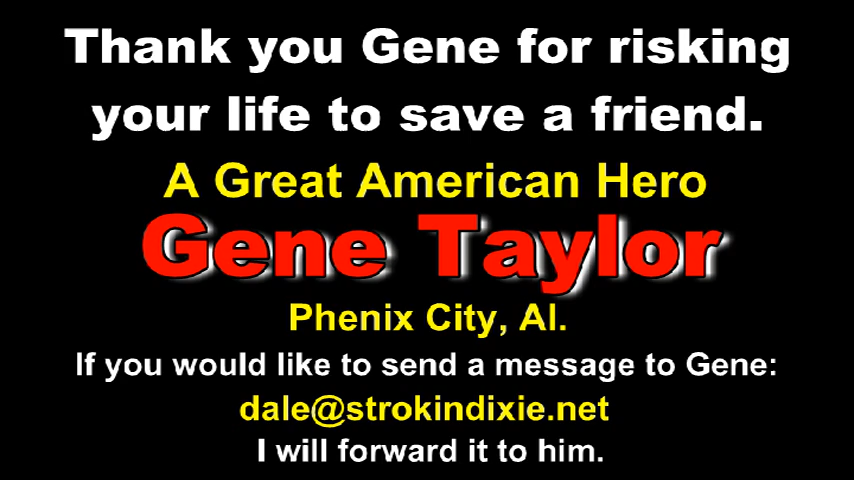 Thank you Gene for risking
your life to save a friend.
A Great American Hero
Gene Taylor
Phenix City, Al.
If you would like to send a message to Gene:
dale@strokindixie.net
I will forward it to him.